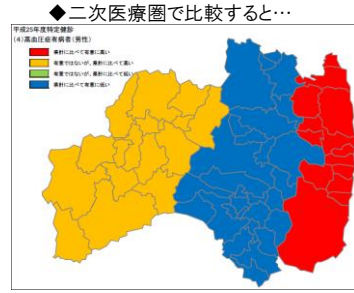 ◆二次医療圏で比較すると…
平成25年度特定健診
(4)高血圧症有病者(男性)
県計に比べて有意に高い
有意ではないが、県計に比べて高い
有意ではないが、県計に比べて低い
県計に比べて有意に低い